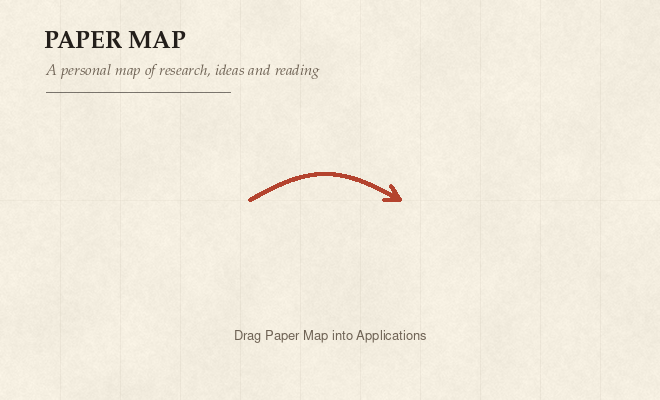 PAPER MAP
A personal map of research, ideas and reading
Drag Paper Map into Applications